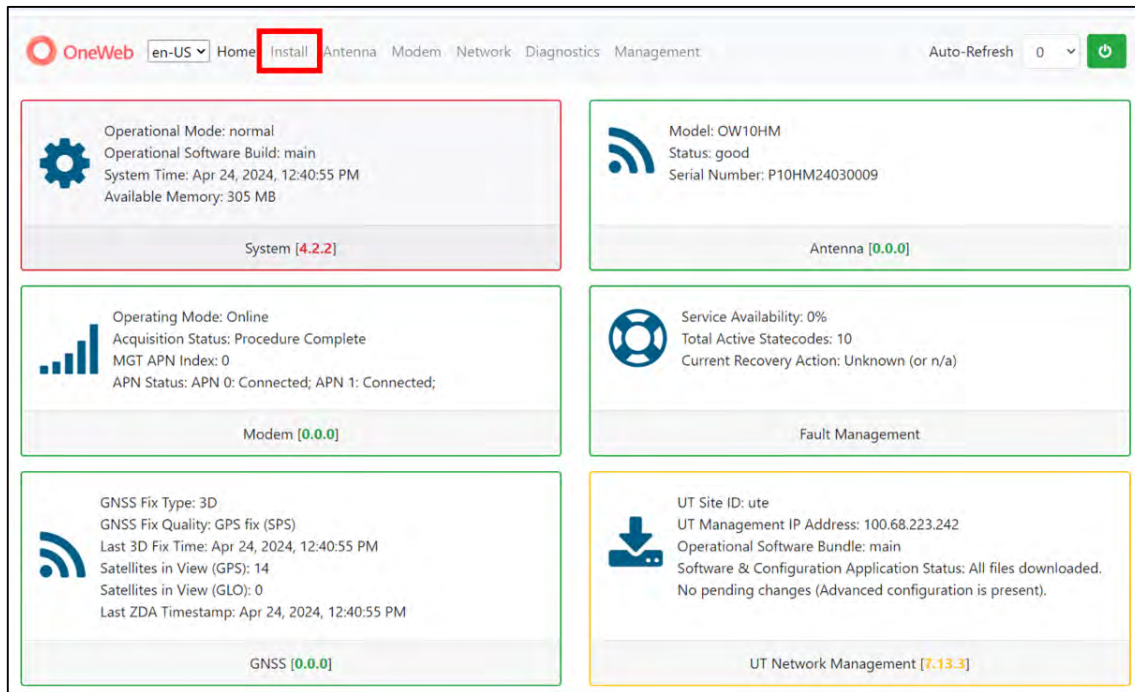 OneWeb en-US Home Install Antenna Modem Network Diagnostics Management Auto-Refresh 0
Operational Mode: normal
Operational Software Build: main
System Time: Apr 24, 2024, 12:40:55 PM
Available Memory: 305 MB
System [4.2.2]
Model: OW10HM
Status: good
Serial Number: P10HM24030009
Antenna [0.0.0]
Operating Mode: Online
Acquisition Status: Procedure Complete
MGT APN Index: 0
APN Status: APN 0: Connected; APN 1: Connected;
Modem [0.0.0]
Service Availability: 0%
Total Active Statecodes: 10
Current Recovery Action: Unknown (or n/a)
Fault Management
GNSS Fix Type: 3D
GNSS Fix Quality: GPS fix (SPS)
Last 3D Fix Time: Apr 24, 2024, 12:40:55 PM
Satellites in View (GPS): 14
Satellites in View (GLO): 0
Last ZDA Timestamp: Apr 24, 2024, 12:40:55 PM
GNSS [0.0.0]
UT Site ID: ute
UT Management IP Address: 100.68.223.242
Operational Software Bundle: main
Software & Configuration Application Status: All files downloaded.
No pending changes (Advanced configuration is present).
UT Network Management [7.13.3]